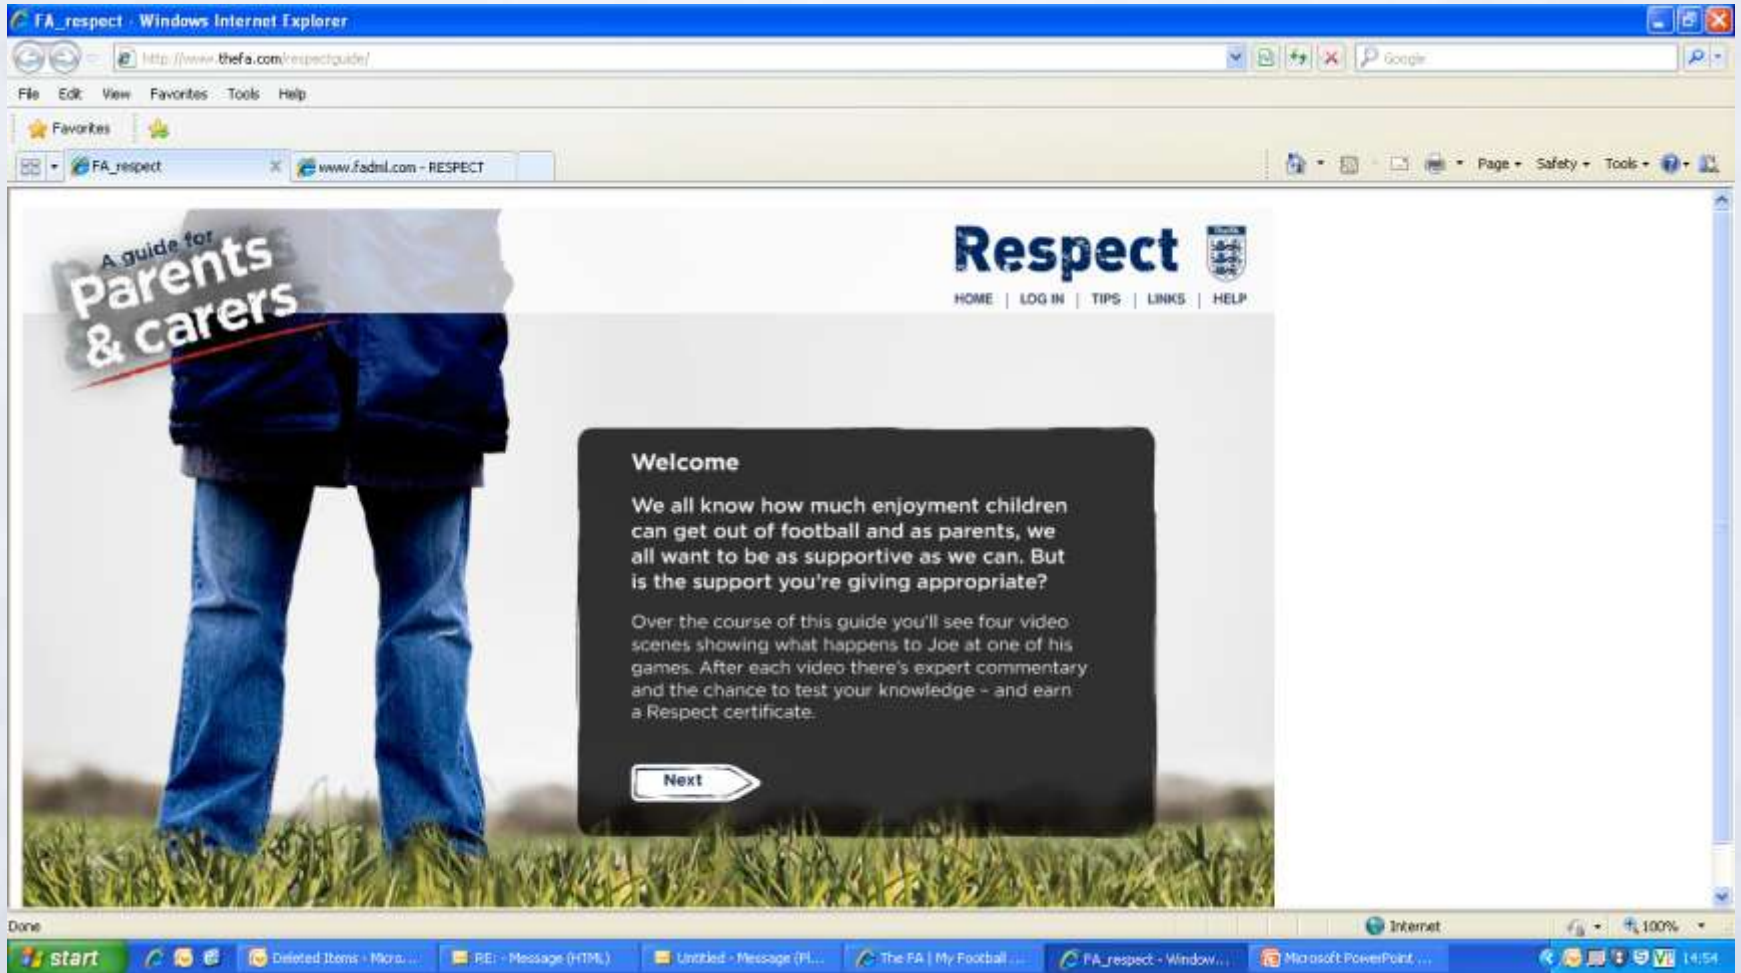 FA_respect - Windows Internet Explorer
http://www.thefa.com/respectguide/
Google
File Edit View Favorites Tools Help
Favorites
FA_respect
www.fadml.com - RESPECT
Page Safety Tools
A guide for
Parents
& carers
Respect
HOME | LOG IN | TIPS | LINKS | HELP
Welcome
We all know how much enjoyment children
can get out of football and as parents, we
all want to be as supportive as we can. But
is the support you're giving appropriate?
Over the course of this guide you'll see four video
scenes showing what happens to Joe at one of his
games. After each video there's expert commentary
and the chance to test your knowledge – and earn
a Respect certificate.
Next
Done
Internet
100%
start
Deleted Items - Micro...
RE: - Message (HTML)
Untitled - Message (Pl...
The FA | My Football ...
FA_respect - Window...
Microsoft PowerPoint ...
14:54